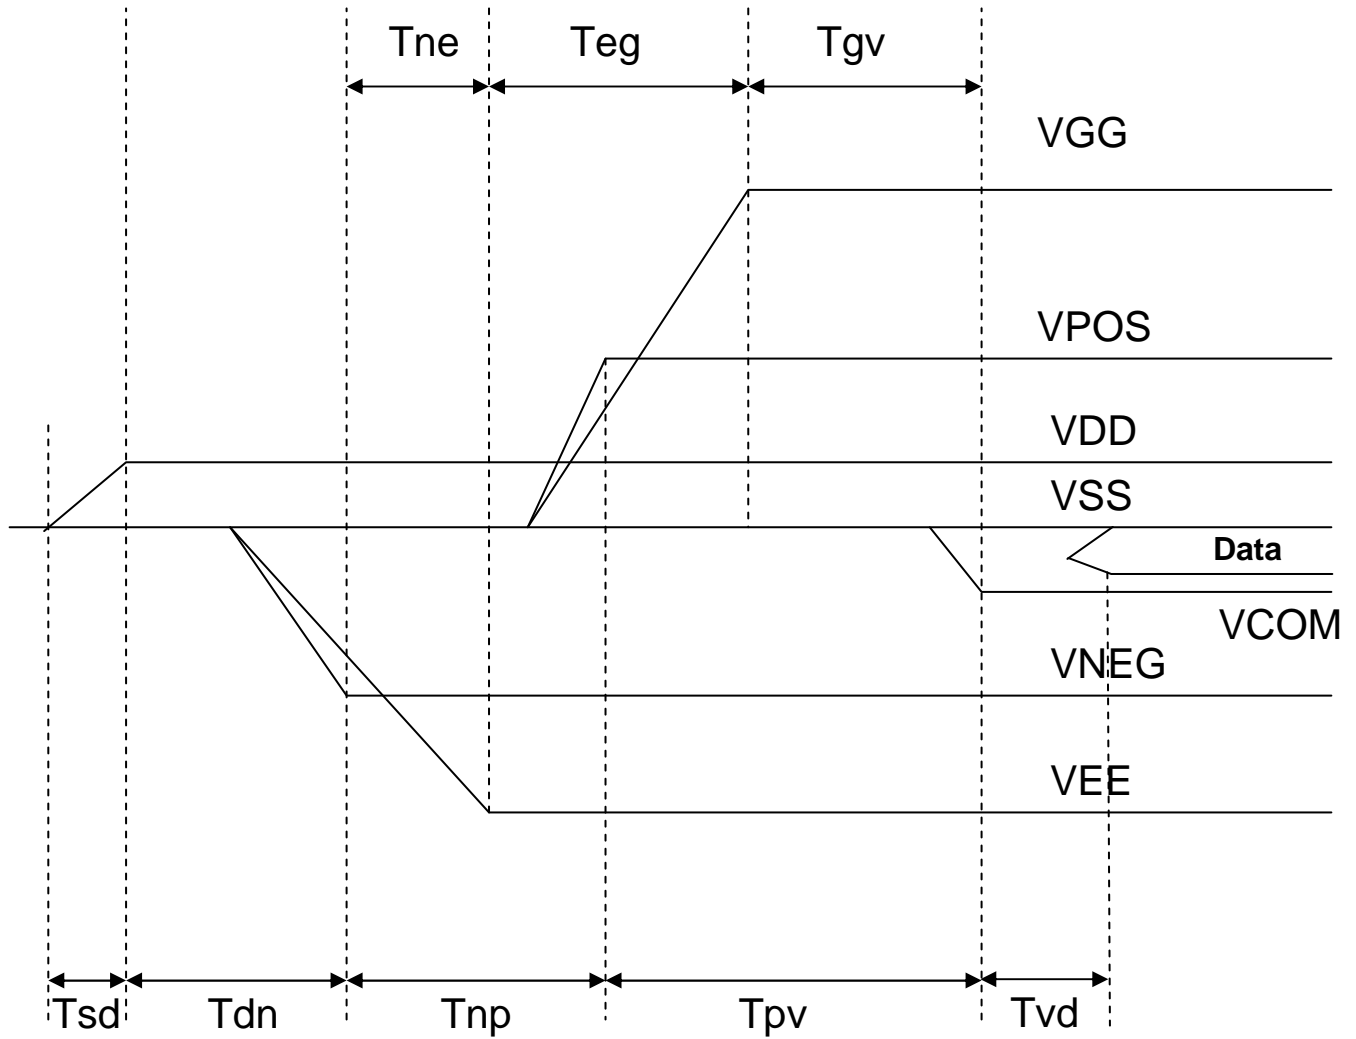 Tne Teg Tgv
VGG
VPOS
VDD
VSS
Data
VCOM
VNEG
VEE
Tsd Tdn Tnp Tpv Tvd